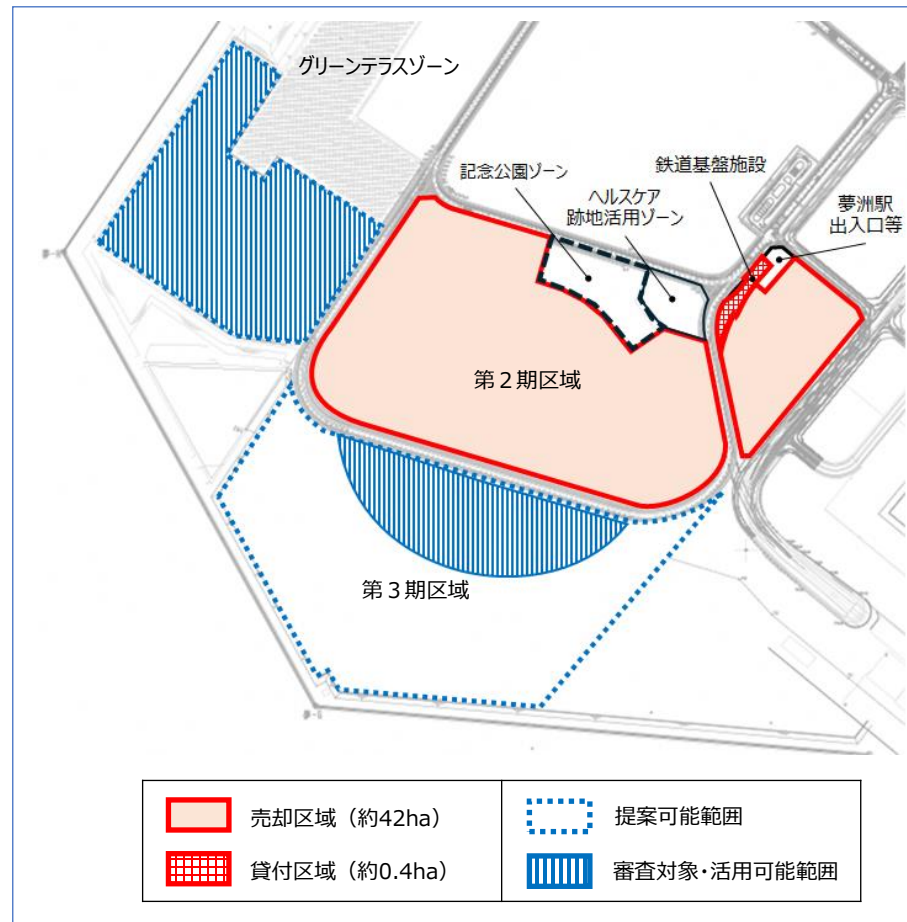 グリーンテラスゾーン
記念公園ゾーン
ヘルスケア
跡地活用ゾーン
鉄道基盤施設
夢洲駅
出入口等
第２期区域
第３期区域
売却区域（約42ha）
提案可能範囲
貸付区域（約0.4ha）
審査対象・活用可能範囲